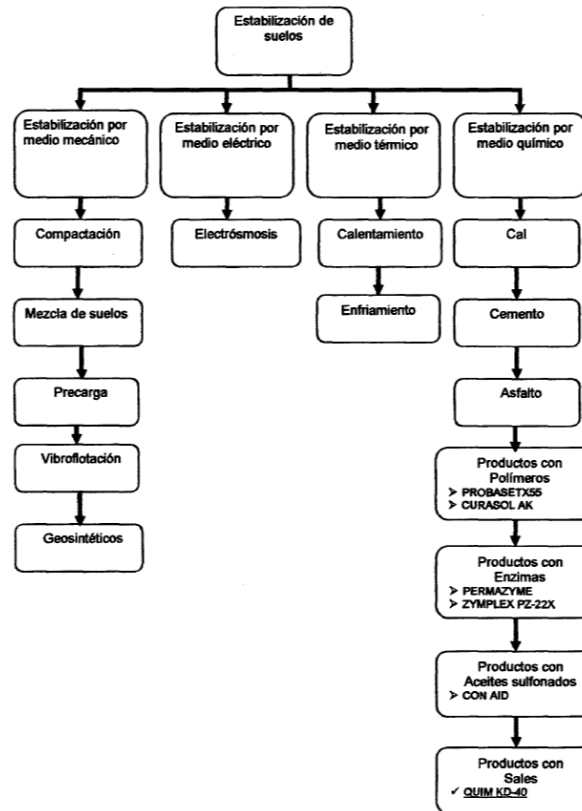 Estabilización de
suelos
Estabilización por
medio mecánico
Estabilización por
medio eléctrico
Estabilización por
medio térmico
Estabilización por
medio químico
Compactación
Electrósmosis
Calentamiento
Cal
Mezcla de suelos
Enfriamiento
Cemento
Precarga
Asfalto
Vibroflotación
Geosintéticos
Productos con
Polímeros
➢ PROBASETX55
➢ CURASOL AK
Productos con
Enzimas
➢ PERMAZYME
➢ ZYMPLEX PZ-22X
Productos con
Aceites sulfonados
➢ CON AID
Productos con
Sales
✓ QUIM KD-40